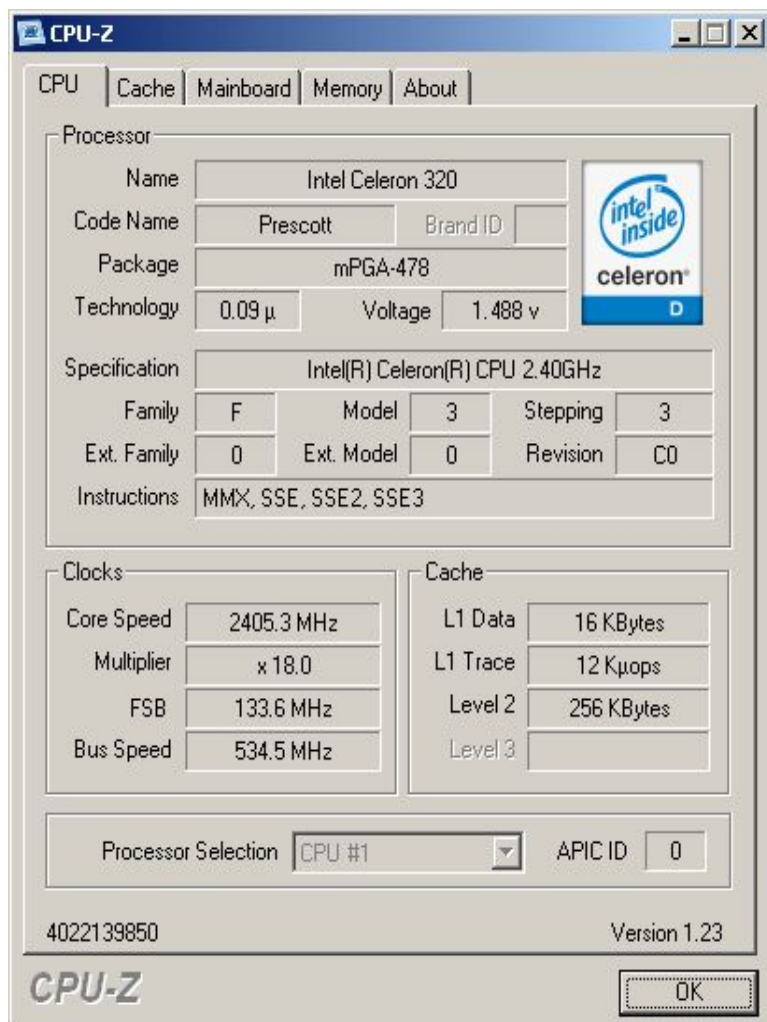 CPU-Z
CPU Cache Mainboard Memory About
Processor
Name Intel Celeron 320
Code Name Prescott Brand ID
Package mPGA-478
Technology 0.09 µ Voltage 1.488 v
intel inside
celeron®
D
Specification Intel(R) Celeron(R) CPU 2.40GHz
Family F Model 3 Stepping 3
Ext. Family 0 Ext. Model 0 Revision C0
Instructions MMX, SSE, SSE2, SSE3
Clocks
Core Speed 2405.3 MHz
Multiplier x 18.0
FSB 133.6 MHz
Bus Speed 534.5 MHz
Cache
L1 Data 16 KBytes
L1 Trace 12 Kµops
Level 2 256 KBytes
Level 3
Processor Selection CPU #1 APIC ID 0
4022139850 Version 1.23
CPU-Z OK